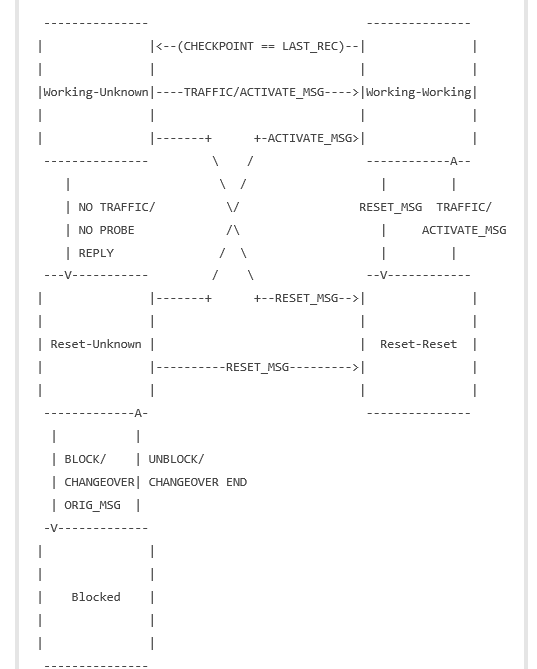 ---------------                               ---------------
|               |<--(CHECKPOINT == LAST_REC)--|               |
|               |                             |               |
|Working-Unknown|----TRAFFIC/ACTIVATE_MSG---->|Working-Working|
|               |                             |               |
|               |-------+      +-ACTIVATE_MSG>|               |
 ---------------         \    /                ------------A--
    |                     \  /                   |         |
    | NO TRAFFIC/          \/                 RESET_MSG  TRAFFIC/
    | NO PROBE             /\                    |     ACTIVATE_MSG
    | REPLY               /  \                   |         |
 ---V-----------         /    \                --V------------
|               |-------+      +--RESET_MSG-->|               |
|               |                             |               |
| Reset-Unknown |                             |  Reset-Reset  |
|               |----------RESET_MSG--------->|               |
|               |                             |               |
 -------------A-                               ---------------
  |           |
  | BLOCK/    | UNBLOCK/
  | CHANGEOVER| CHANGEOVER END
  | ORIG_MSG  |
 -V-------------
|               |
|               |
|    Blocked    |
|               |
|               |
 ---------------